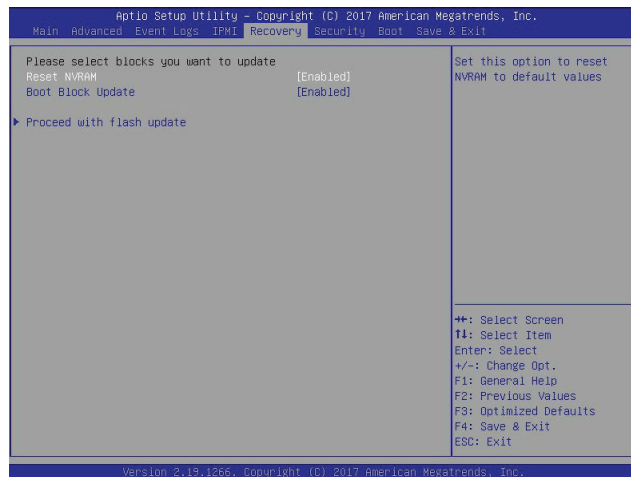 Aptio Setup Utility – Copyright (C) 2017 American Megatrends, Inc.
Main Advanced Event Logs IPMI Recovery Security Boot Save & Exit
Please select blocks you want to update
Reset NVRAM [Enabled]
Boot Block Update [Enabled]
Proceed with flash update
Set this option to reset
NVRAM to default values
: Select Screen
↑↓: Select Item
Enter: Select
+/-: Change Opt.
F1: General Help
F2: Previous Values
F3: Optimized Defaults
F4: Save & Exit
ESC: Exit
Version 2.19.1266. Copyright (C) 2017 American Megatrends, Inc.